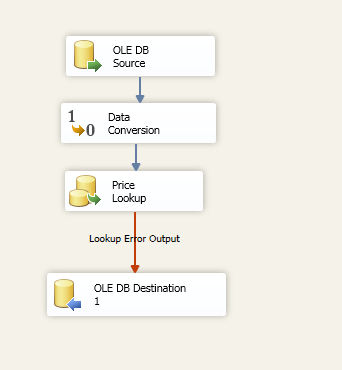 OLE DB
Source
1
0
Data
Conversion
Price
Lookup
Lookup Error Output
OLE DB Destination
1